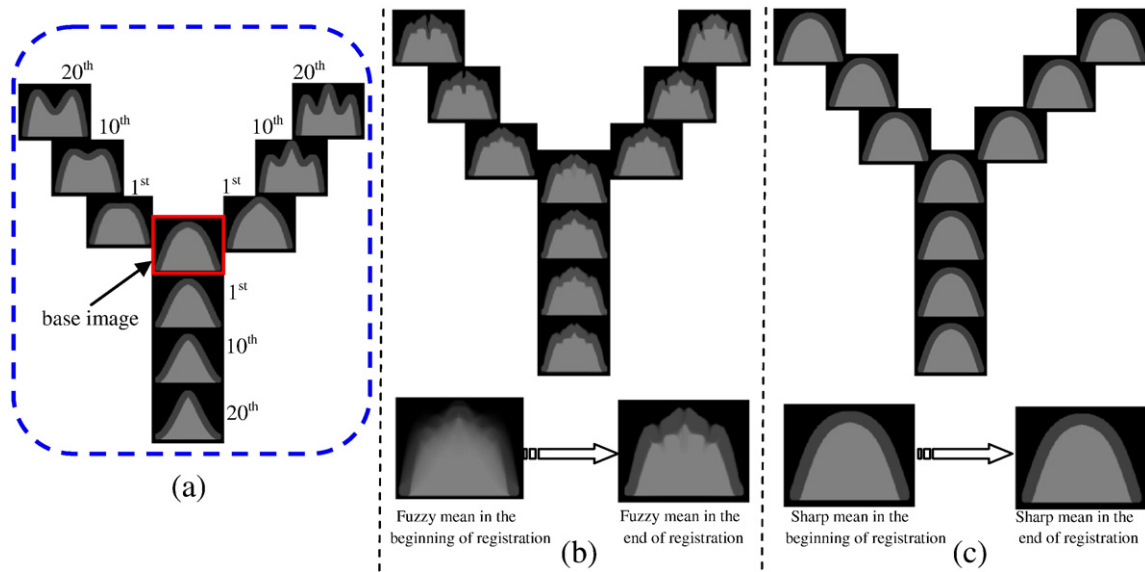 20th
20th
10th
10th
1st
1st
base image
1st
10th
20th
(a)
Fuzzy mean in the
beginning of registration
(b)
Fuzzy mean in the
end of registration
Sharp mean in the
beginning of registration
(c)
Sharp mean in the
end of registration